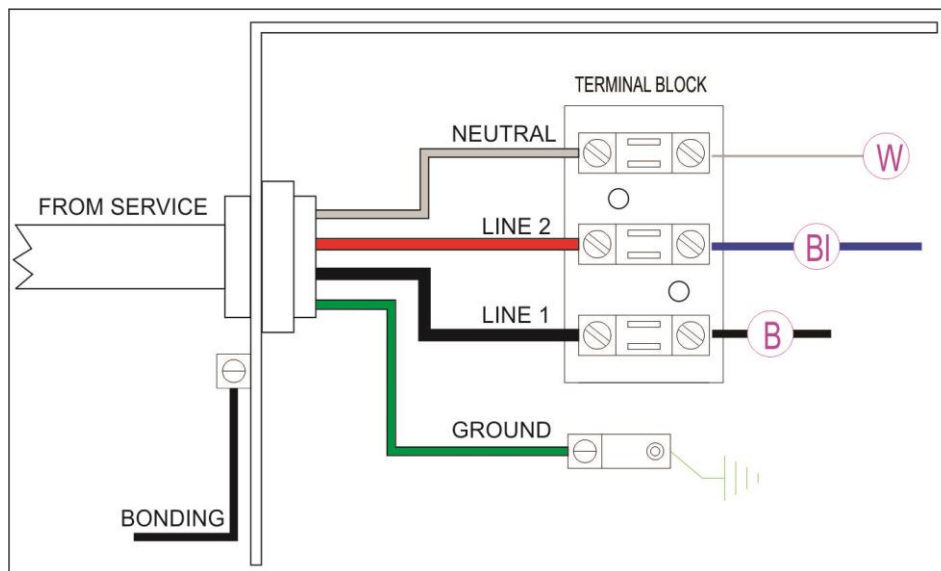 TERMINAL BLOCK
NEUTRAL
W
FROM SERVICE
LINE 2
Bl
LINE 1
B
GROUND
BONDING